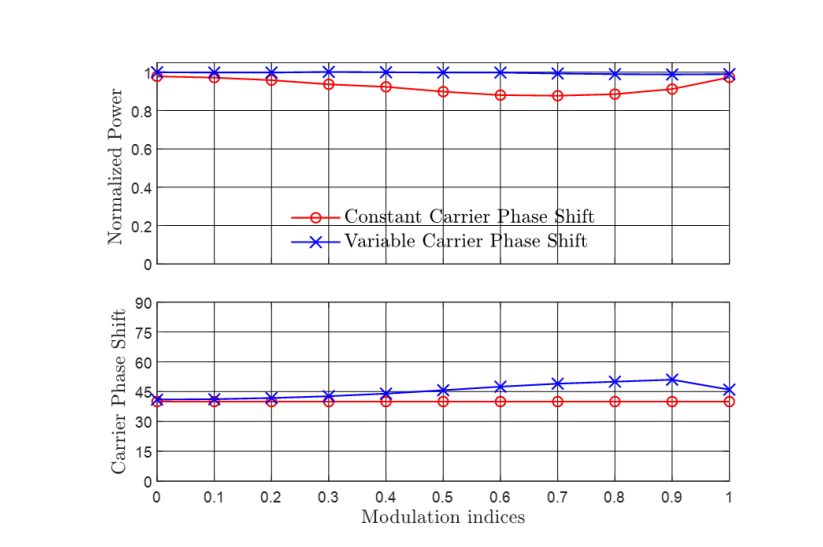 Normalized Power
1
0.8
0.6
0.4
0.2
0
Constant Carrier Phase Shift
Variable Carrier Phase Shift
Carrier Phase Shift
90
75
60
45
30
15
0
0 0.1 0.2 0.3 0.4 0.5 0.6 0.7 0.8 0.9 1
Modulation indices